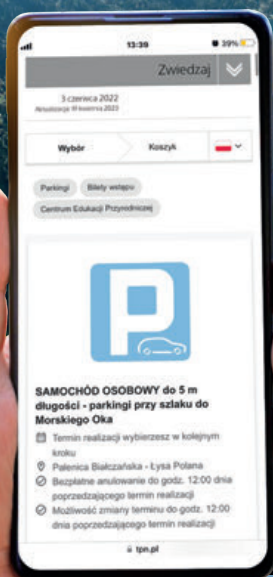 13:39
39%
Zwiedzaj
3 czerwca 2022
Aktualizacja: 19 kwietnia 2023
Wybór
Koszyk
Parkingi
Bilety wstępu
Centrum Edukacji Przyrodniczej
P
SAMOCHÓD OSOBOWY do 5 m
długości - parkingi przy szlaku do
Morskiego Oka
Termin realizacji wybierzesz w kolejnym
kroku
Palenica Białczańska - Łysa Polana
Bezpłatne anulowanie do godz. 12:00 dnia
poprzedzającego termin realizacji
Możliwość zmiany terminu do godz. 12:00
dnia poprzedzającego termin realizacji
tpn.pl